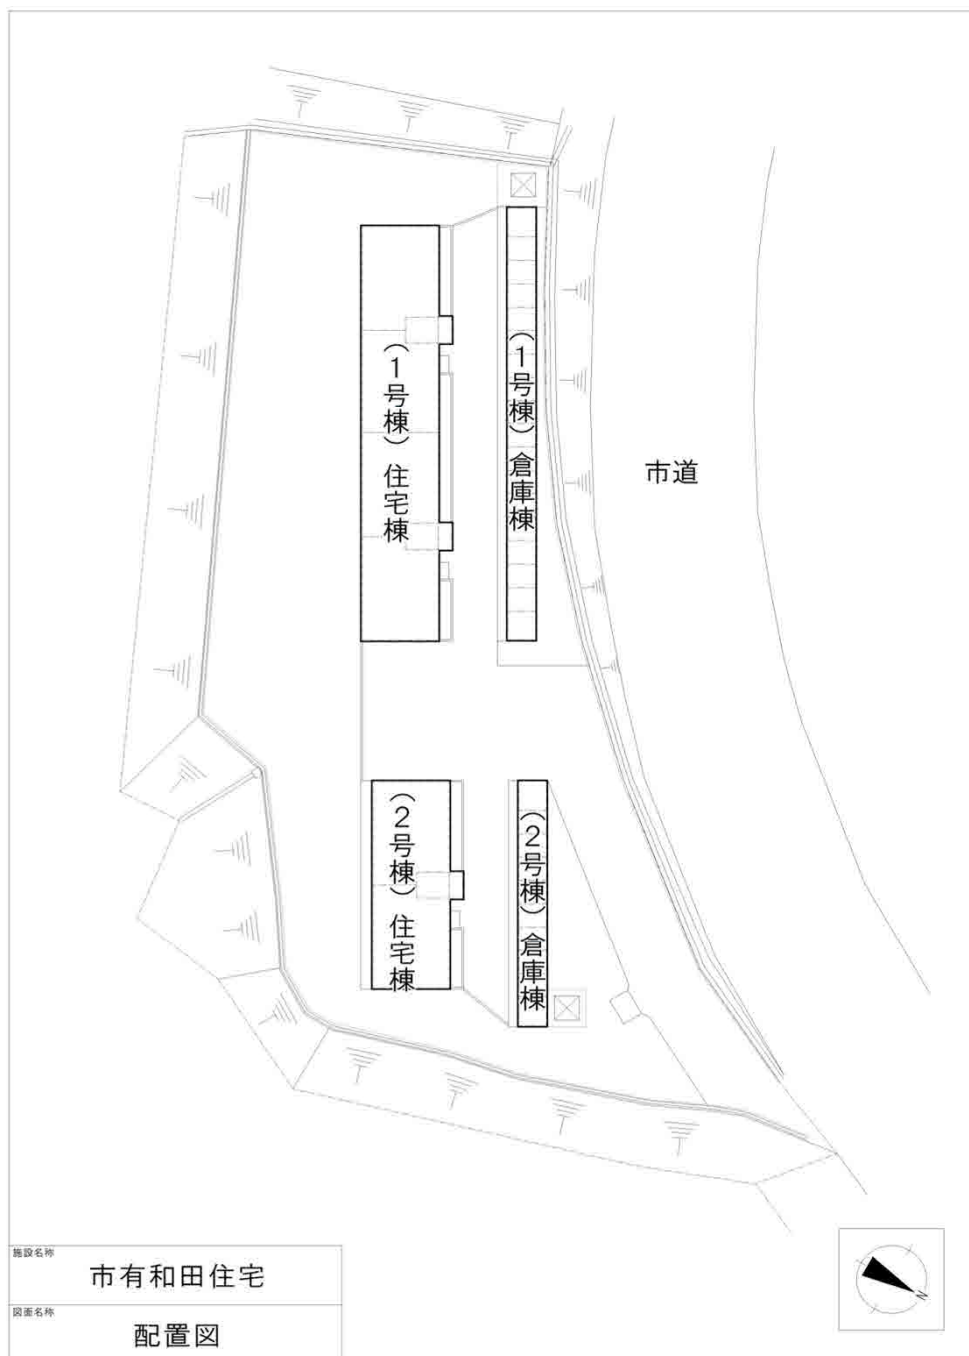 (1号棟) 住宅棟
(1号棟) 倉庫棟
市道
(2号棟) 住宅棟
(2号棟) 倉庫棟
施設名称
市有和田住宅
図面名称
配置図
N